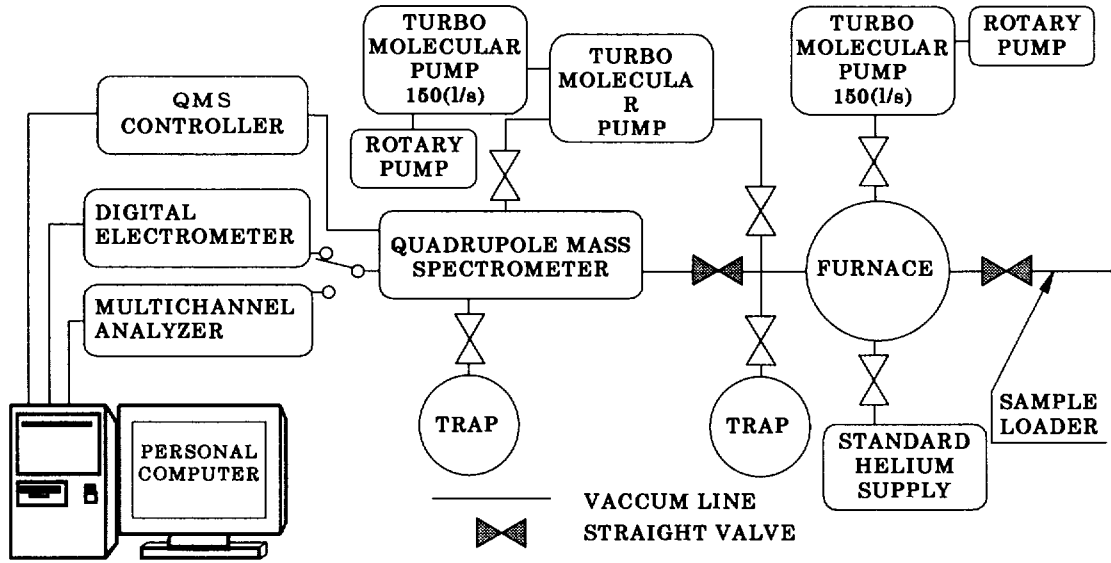 TURBO
MOLECULAR
PUMP
150(l/s)
TURBO
MOLECULA
R
PUMP
TURBO
MOLECULAR
PUMP
150(l/s)
ROTARY
PUMP
QMS
CONTROLLER
ROTARY
PUMP
DIGITAL
ELECTROMETER
QUADRUPOLE MASS
SPECTROMETER
FURNACE
MULTICHANNEL
ANALYZER
TRAP
TRAP
SAMPLE
LOADER
PERSONAL
COMPUTER
STANDARD
HELIUM
SUPPLY
VACCUM LINE
STRAIGHT VALVE